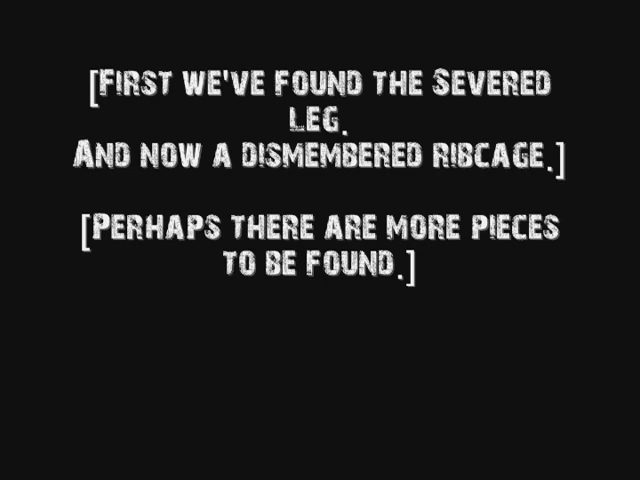 [First we've found the Severed
leg.
And now a dismembered ribcage.]
[Perhaps there are more pieces
to be found.]